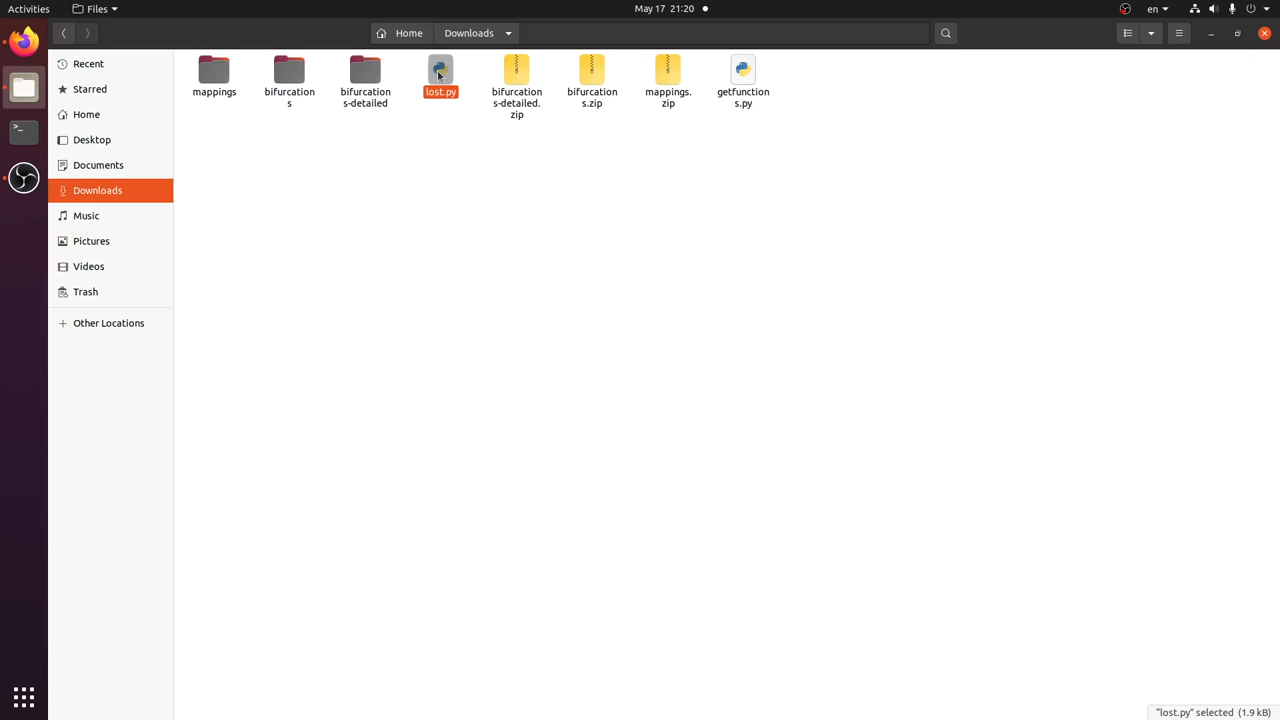 Activities
Files
May 17 21:20
en
Home
Downloads
Recent
Starred
Home
Desktop
Documents
Downloads
Music
Pictures
Videos
Trash
Other Locations
mappings
bifurcation
s
bifurcation
s-detailed
lost.py
bifurcation
s-detailed.
zip
bifurcation
s.zip
mappings.
zip
getfunction
s.py
"lost.py" selected (1.9 kB)